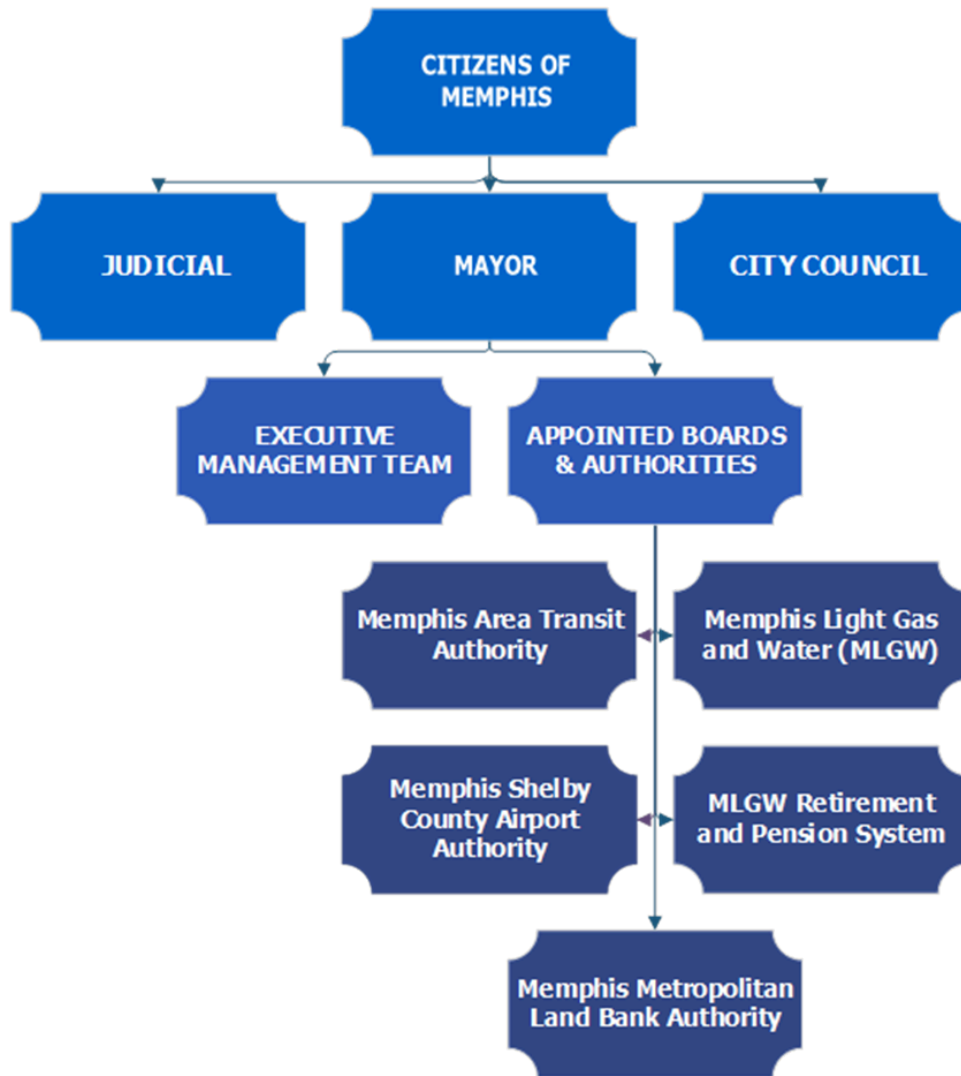 CITIZENS OF
MEMPHIS
JUDICIAL
MAYOR
CITY COUNCIL
EXECUTIVE
MANAGEMENT TEAM
APPOINTED BOARDS
& AUTHORITIES
Memphis Area Transit
Authority
Memphis Light Gas
and Water (MLGW)
Memphis Shelby
County Airport
Authority
MLGW Retirement
and Pension System
Memphis Metropolitan
Land Bank Authority